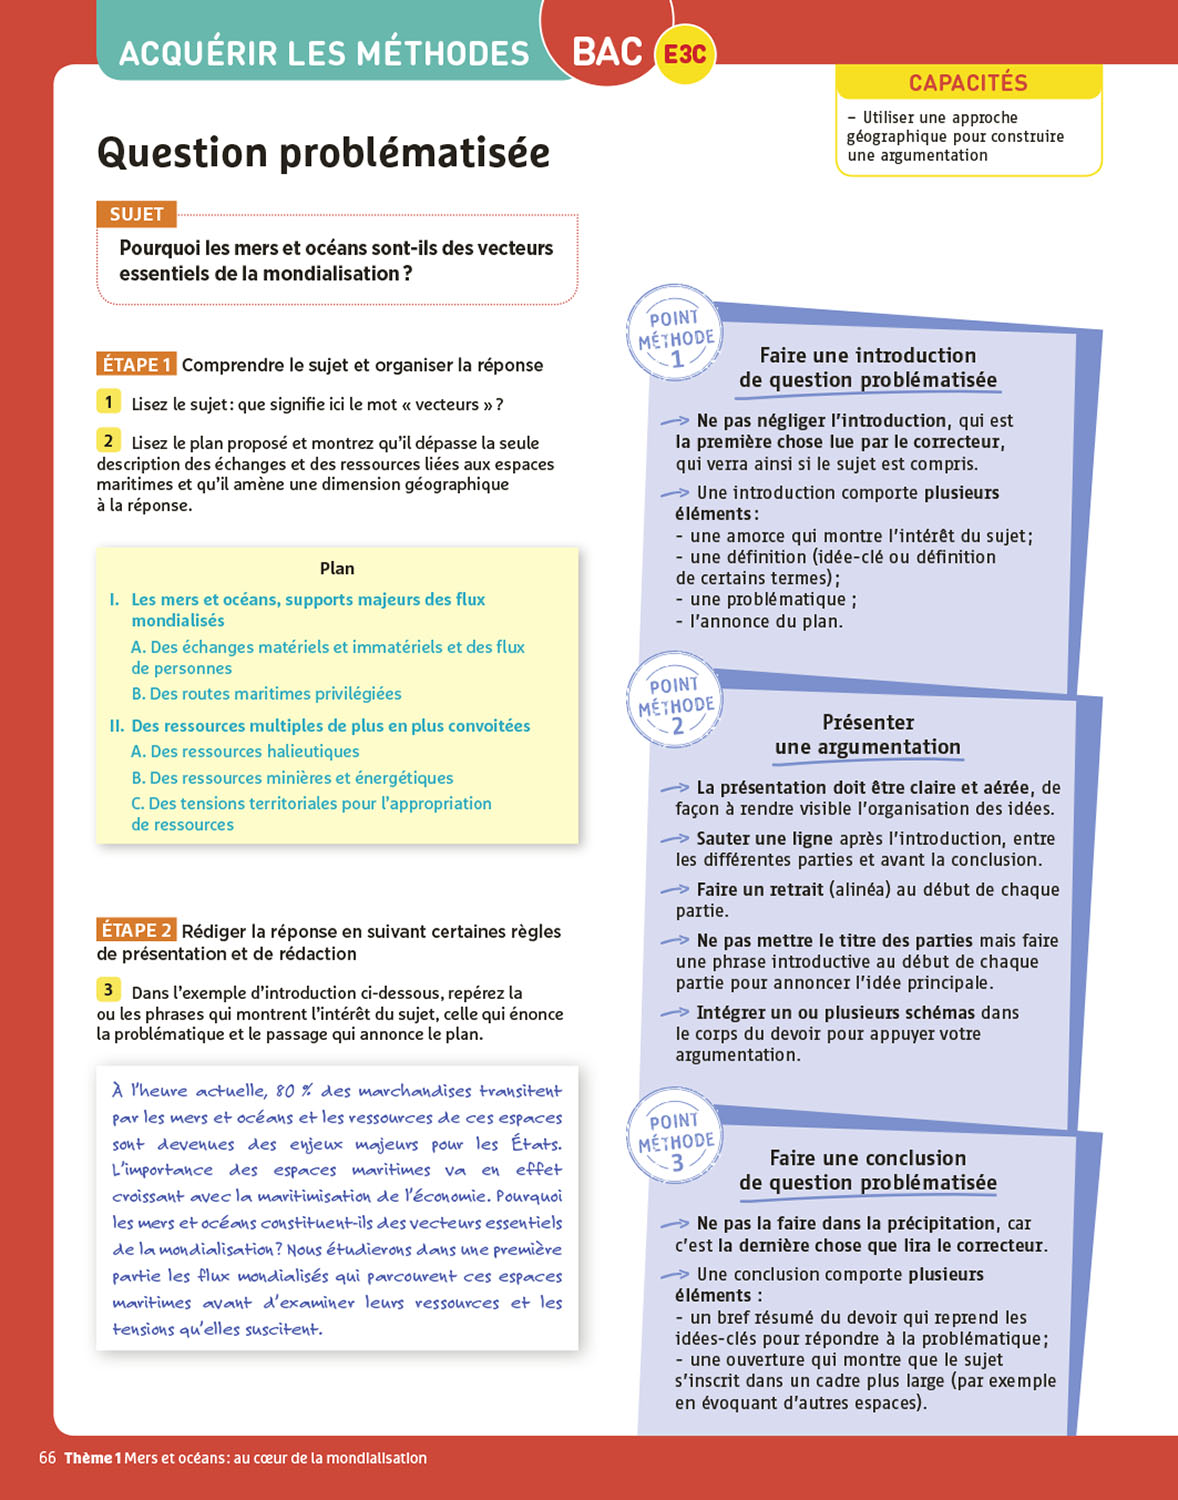 ACQUÉRIR LES MÉTHODES
BAC
E3C
CAPACITÉS
– Utiliser une approche
géographique pour construire
une argumentation
Question problématisée
SUJET
Pourquoi les mers et océans sont-ils des vecteurs
essentiels de la mondialisation ?
ÉTAPE 1 Comprendre le sujet et organiser la réponse
1 Lisez le sujet : que signifie ici le mot « vecteurs » ?
2 Lisez le plan proposé et montrez qu'il dépasse la seule
description des échanges et des ressources liées aux espaces
maritimes et qu'il amène une dimension géographique
à la réponse.
Plan
I. Les mers et océans, supports majeurs des flux
mondialisés
A. Des échanges matériels et immatériels et des flux
de personnes
B. Des routes maritimes privilégiées
II. Des ressources multiples de plus en plus convoitées
A. Des ressources halieutiques
B. Des ressources minières et énergétiques
C. Des tensions territoriales pour l'appropriation
de ressources
ÉTAPE 2 Rédiger la réponse en suivant certaines règles
de présentation et de rédaction
3 Dans l'exemple d'introduction ci-dessous, repérez la
ou les phrases qui montrent l'intérêt du sujet, celle qui énonce
la problématique et le passage qui annonce le plan.
À l'heure actuelle, 80 % des marchandises transitent
par les mers et océans et les ressources de ces espaces
sont devenues des enjeux majeurs pour les États.
L'importance des espaces maritimes va en effet
croissant avec la maritimisation de l'économie. Pourquoi
les mers et océans constituent-ils des vecteurs essentiels
de la mondialisation ? Nous étudierons dans une première
partie les flux mondialisés qui parcourent ces espaces
maritimes avant d'examiner leurs ressources et les
tensions qu'elles suscitent.
POINT
MÉTHODE
1
Faire une introduction
de question problématisée
Ne pas négliger l'introduction, qui est
la première chose lue par le correcteur,
qui verra ainsi si le sujet est compris.
Une introduction comporte plusieurs
éléments :
- une amorce qui montre l'intérêt du sujet ;
- une définition (idée-clé ou définition
de certains termes) ;
- une problématique ;
- l'annonce du plan.
POINT
MÉTHODE
2
Présenter
une argumentation
La présentation doit être claire et aérée, de
façon à rendre visible l'organisation des idées.
Sauter une ligne après l'introduction, entre
les différentes parties et avant la conclusion.
Faire un retrait (alinéa) au début de chaque
partie.
Ne pas mettre le titre des parties mais faire
une phrase introductive au début de chaque
partie pour annoncer l'idée principale.
Intégrer un ou plusieurs schémas dans
le corps du devoir pour appuyer votre
argumentation.
POINT
MÉTHODE
3
Faire une conclusion
de question problématisée
Ne pas la faire dans la précipitation, car
c'est la dernière chose que lira le correcteur.
Une conclusion comporte plusieurs
éléments :
- un bref résumé du devoir qui reprend les
idées-clés pour répondre à la problématique ;
- une ouverture qui montre que le sujet
s'inscrit dans un cadre plus large (par exemple
en évoquant d'autres espaces).
66 Thème 1 Mers et océans : au cœur de la mondialisation